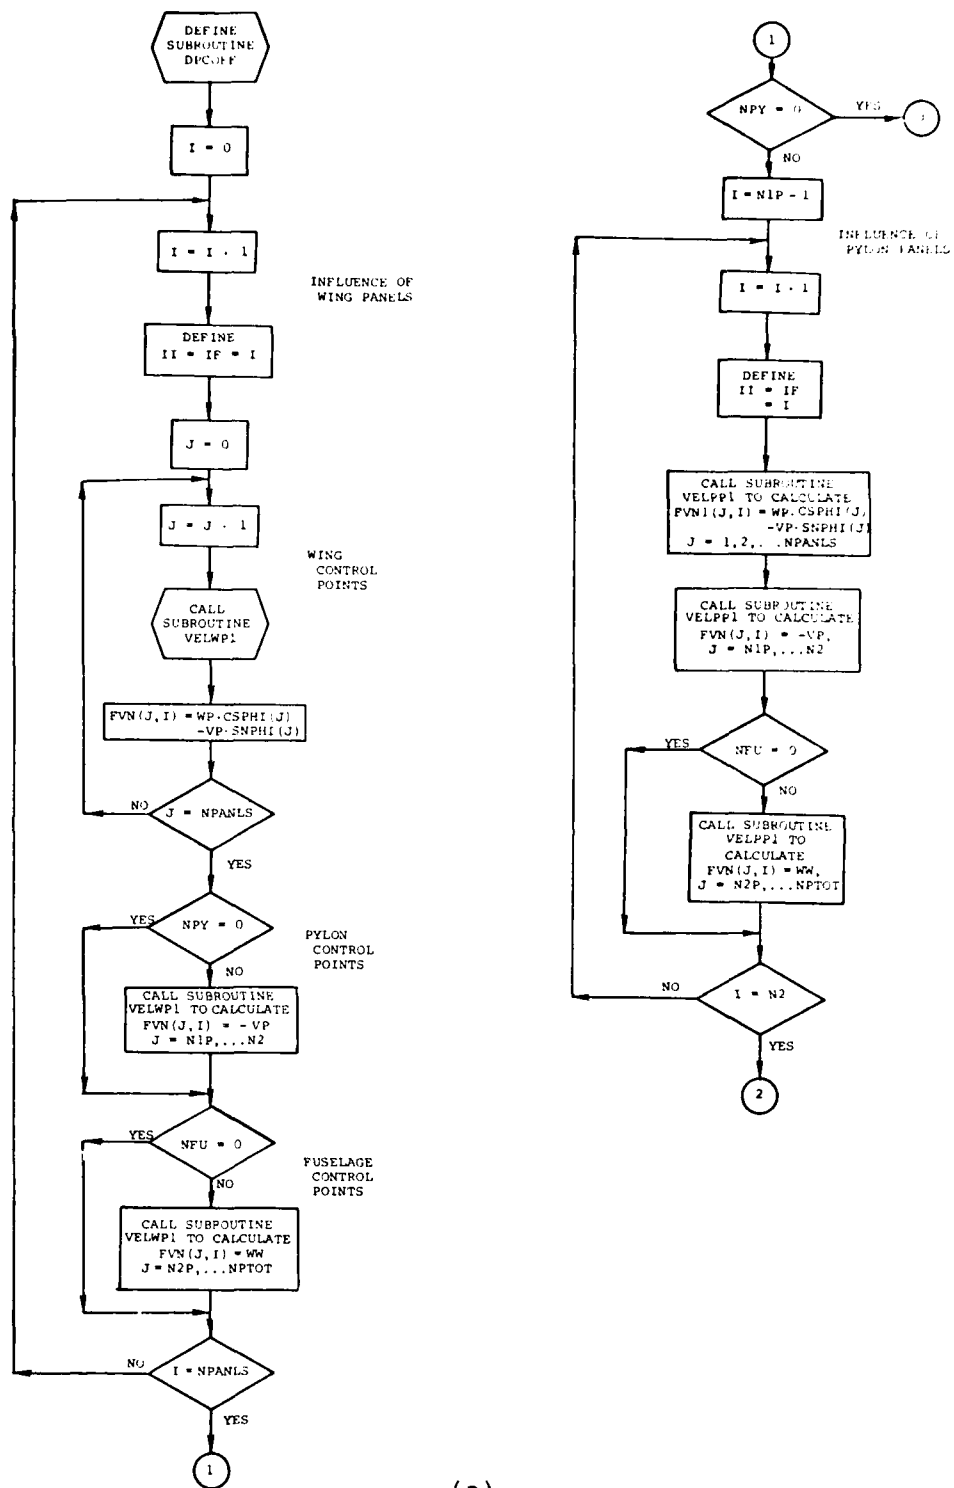 DEFINE
SUBROUTINE
DPCOFF
I = 0
I = I · 1
INFLUENCE OF
WING PANELS
DEFINE
II = IF = I
J = 0
J = J · 1
WING
CONTROL
POINTS
CALL
SUBROUTINE
VELWP1
FVN(J,I) = WP·CSPHI(J)
-VP·SNPHI(J)
NO
J = NPANLS
YES
YES
NPY = 0
PYLON
CONTROL
POINTS
NO
CALL SUBROUTINE
VELWP1 TO CALCULATE
FVN(J,I) = -VP
J = N1P,...N2
YES
NFU = 0
FUSELAGE
CONTROL
POINTS
NO
CALL SUBROUTINE
VELWP1 TO CALCULATE
FVN(J,I) = WW
J = N2P,...NPTOT
NO
I = NPANLS
YES
1
1
NPY = 0
YES
NO
I = N1P - 1
INFLUENCE OF
PYLON PANELS
I = I · 1
DEFINE
II = IF
= I
CALL SUBROUTINE
VELPP1 TO CALCULATE
FVN1(J,I) = WP·CSPHI(J)
-VP·SNPHI(J)
J = 1,2,...NPANLS
CALL SUBROUTINE
VELPP1 TO CALCULATE
FVN(J,I) = -VP,
J = N1P,...N2
YES
NFU = 0
NO
CALL SUBROUTINE
VELPP1 TO
CALCULATE
FVN(J,I) = WW,
J = N2P,...NPTOT
NO
I = N2
YES
2